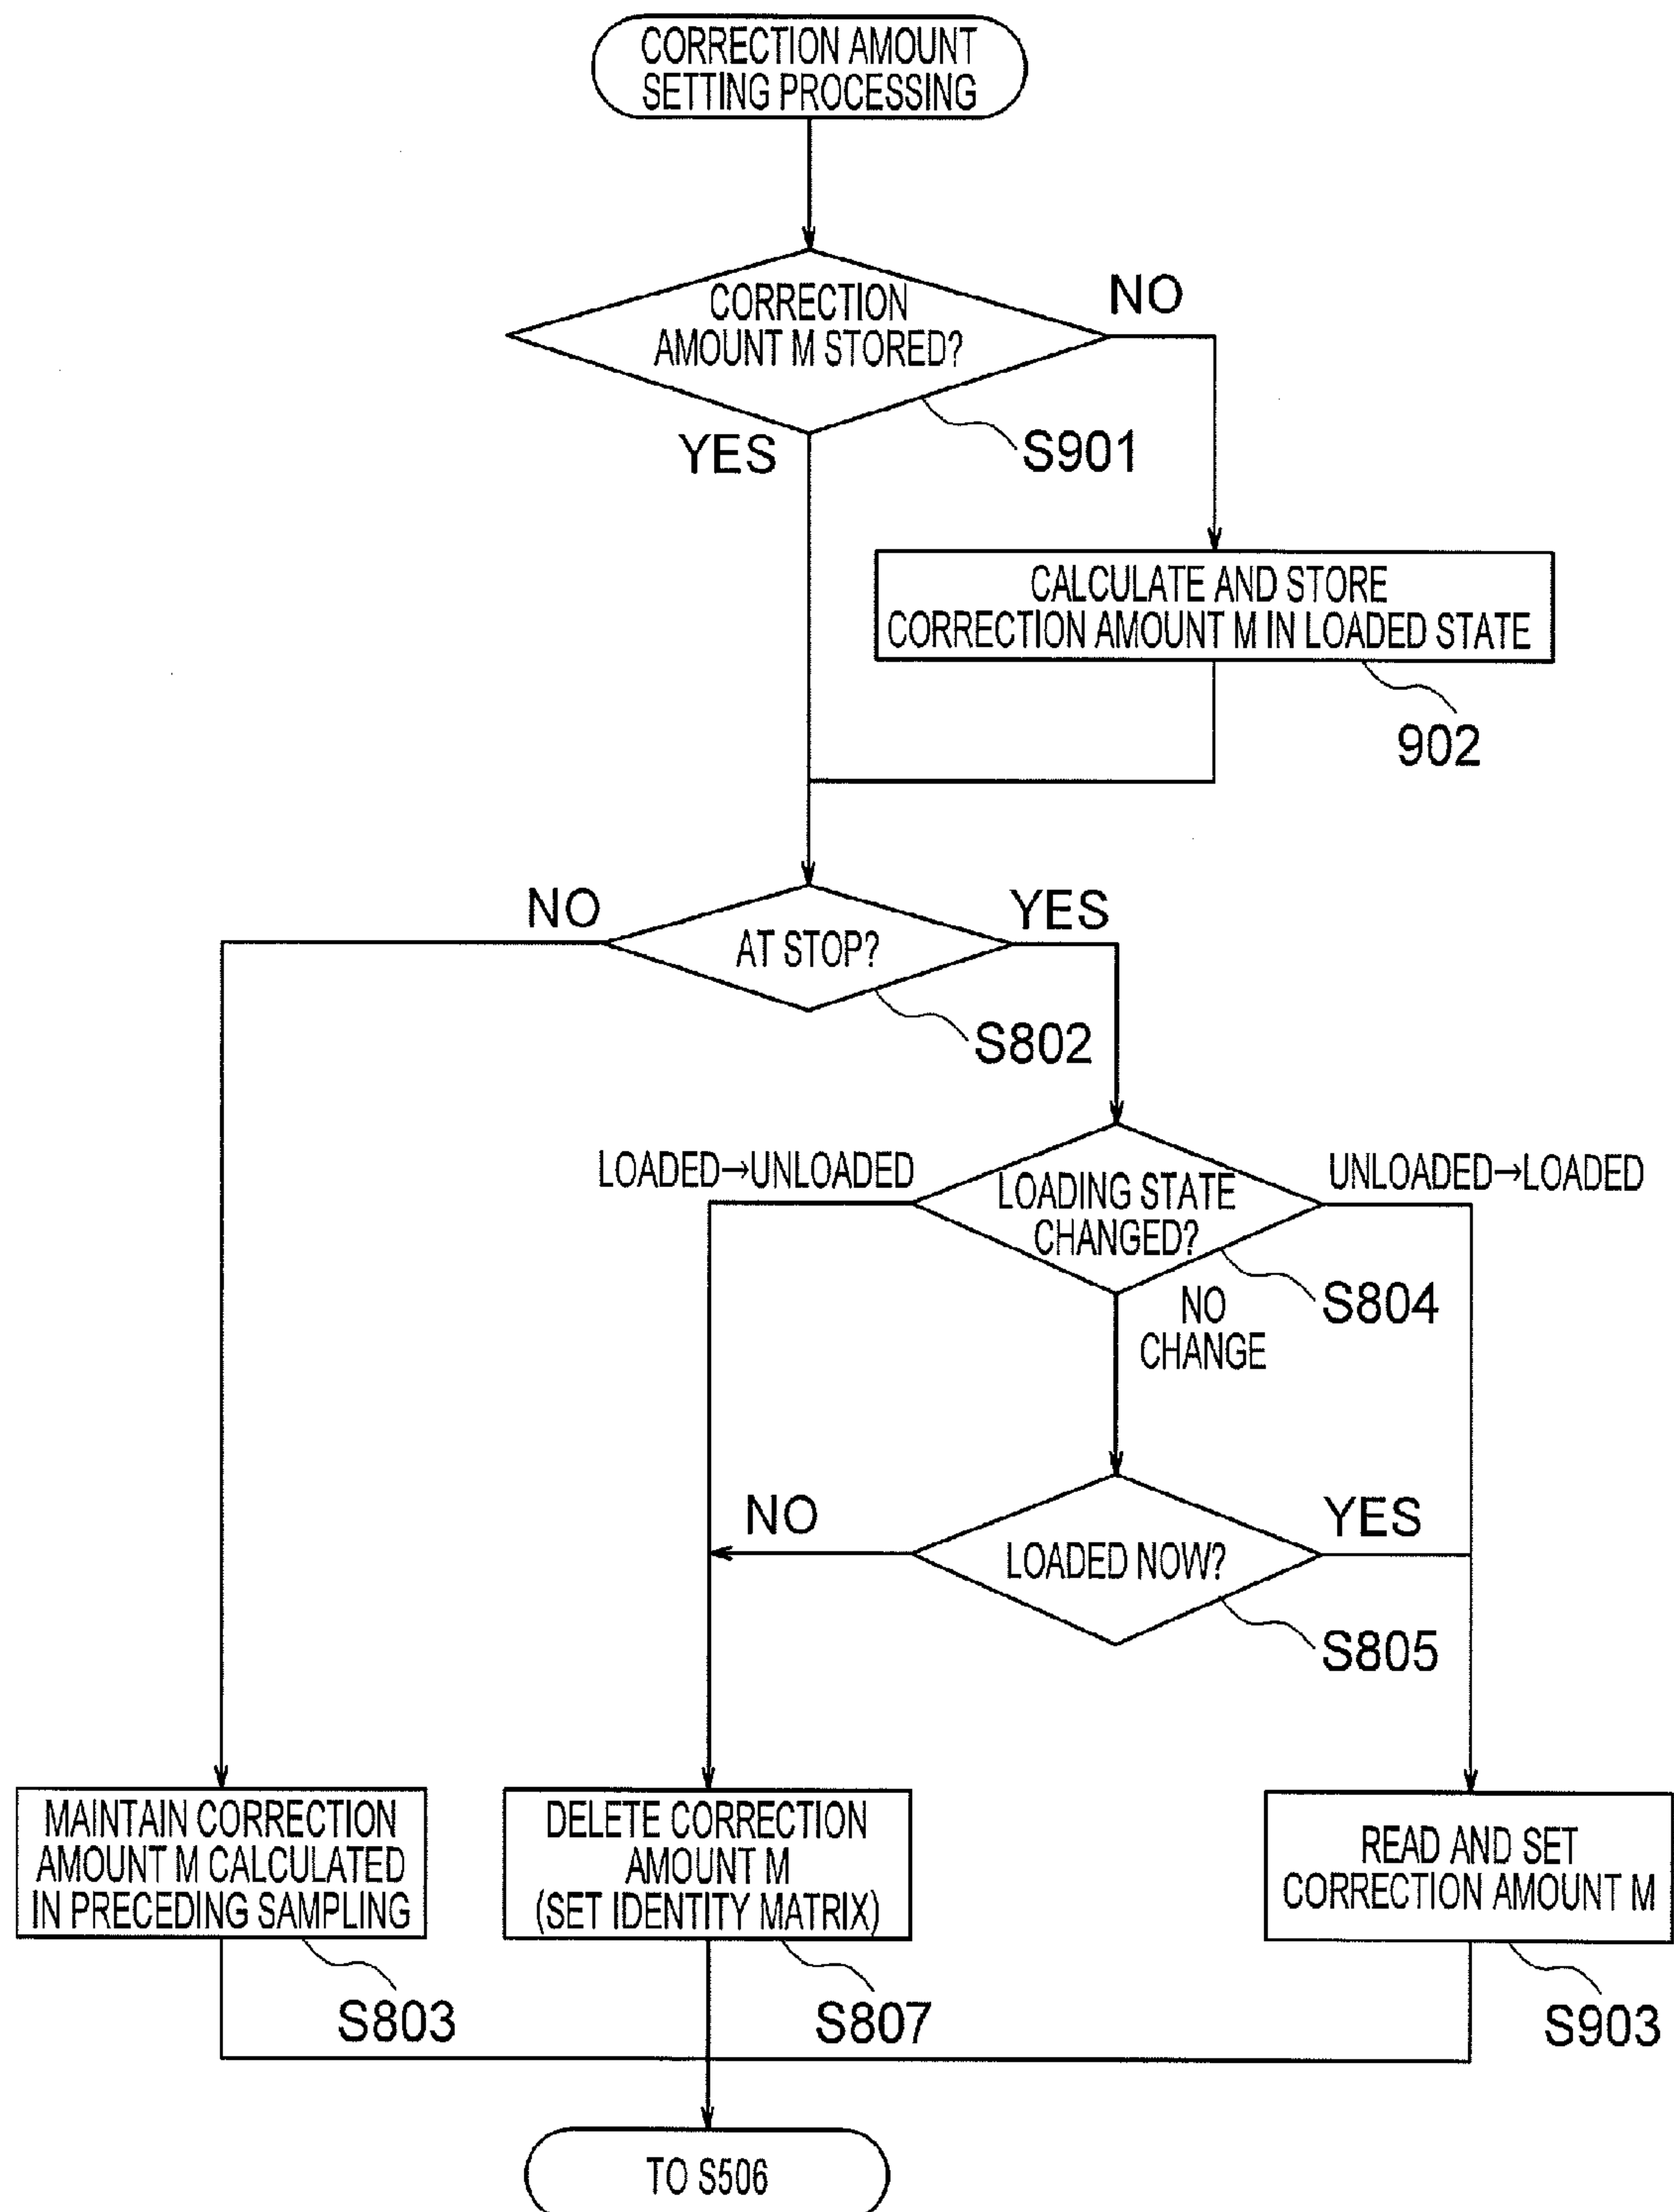 CORRECTION AMOUNT
SETTING PROCESSING
CORRECTION
AMOUNT M STORED?
NO
YES
S901
CALCULATE AND STORE
CORRECTION AMOUNT M IN LOADED STATE
902
NO
YES
AT STOP?
S802
LOADED→UNLOADED
UNLOADED→LOADED
LOADING STATE
CHANGED?
S804
NO
CHANGE
NO
YES
LOADED NOW?
S805
MAINTAIN CORRECTION
AMOUNT M CALCULATED
IN PRECEDING SAMPLING
S803
DELETE CORRECTION
AMOUNT M
(SET IDENTITY MATRIX)
S807
READ AND SET
CORRECTION AMOUNT M
S903
TO S506